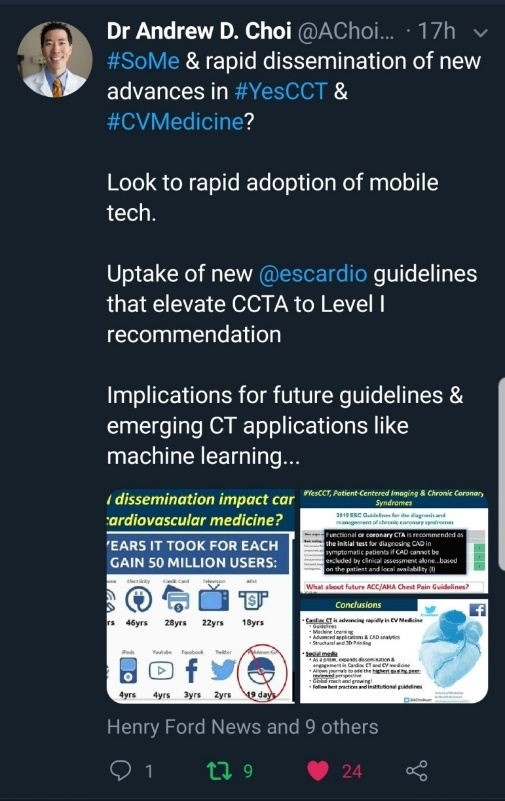 Dr Andrew D. Choi @AChoi... · 17h
#SoMe & rapid dissemination of new
advances in #YesCCT &
#CVMedicine?
Look to rapid adoption of mobile
tech.
Uptake of new @escardio guidelines
that elevate CCTA to Level I
recommendation
Implications for future guidelines &
emerging CT applications like
machine learning...
dissemination impact car
cardiovascular medicine?
EARS IT TOOK FOR EACH
GAIN 50 MILLION USERS:
Electricity Credit Card Television ATM
rs 46yrs 28yrs 22yrs 18yrs
iPods Youtube Facebook Twitter Pokémon Go
4yrs 4yrs 3yrs 2yrs 19 days
#YesCCT, Patient-Centered Imaging & Chronic Coronary
Syndromes
2019 ESC Guidelines for the diagnosis and
management of chronic coronary syndromes
Functional or coronary CTA is recommended as
the initial test for diagnosing CAD in
symptomatic patients if CAD cannot be
excluded by clinical assessment alone...based
on the patient and local availability (I)
What about future ACC/AHA Chest Pain Guidelines?
Conclusions
• Cardiac CT is advancing rapidly in CV Medicine
• Guidelines
• Machine Learning
• Advanced applications & CAD analytics
• Structural and 3D Printing
• Social media
• As a prism, expands dissemination &
engagement in Cardiac CT and CV medicine
• Allows journals to add the highest quality, peer-
reviewed perspective
• Global reach and growing!
• Follow best practices and institutional guidelines
Henry Ford News and 9 others
1 9 24